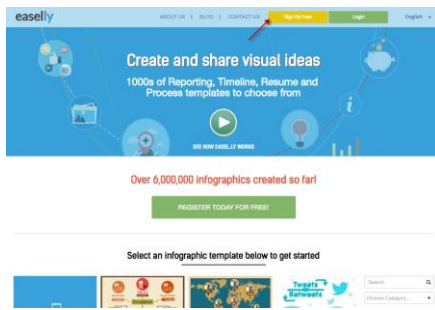 easelly
ABOUT US | BLOG | CONTACT US
Sign Up Free
Login
English
Create and share visual ideas
1000s of Reporting, Timeline, Resume and
Process templates to choose from
SEE HOW EASEL.LY WORKS
Over 6,000,000 infographics created so far!
REGISTER TODAY FOR FREE!
Select an infographic template below to get started
Tweets
Retweets
Search
Choose Category...